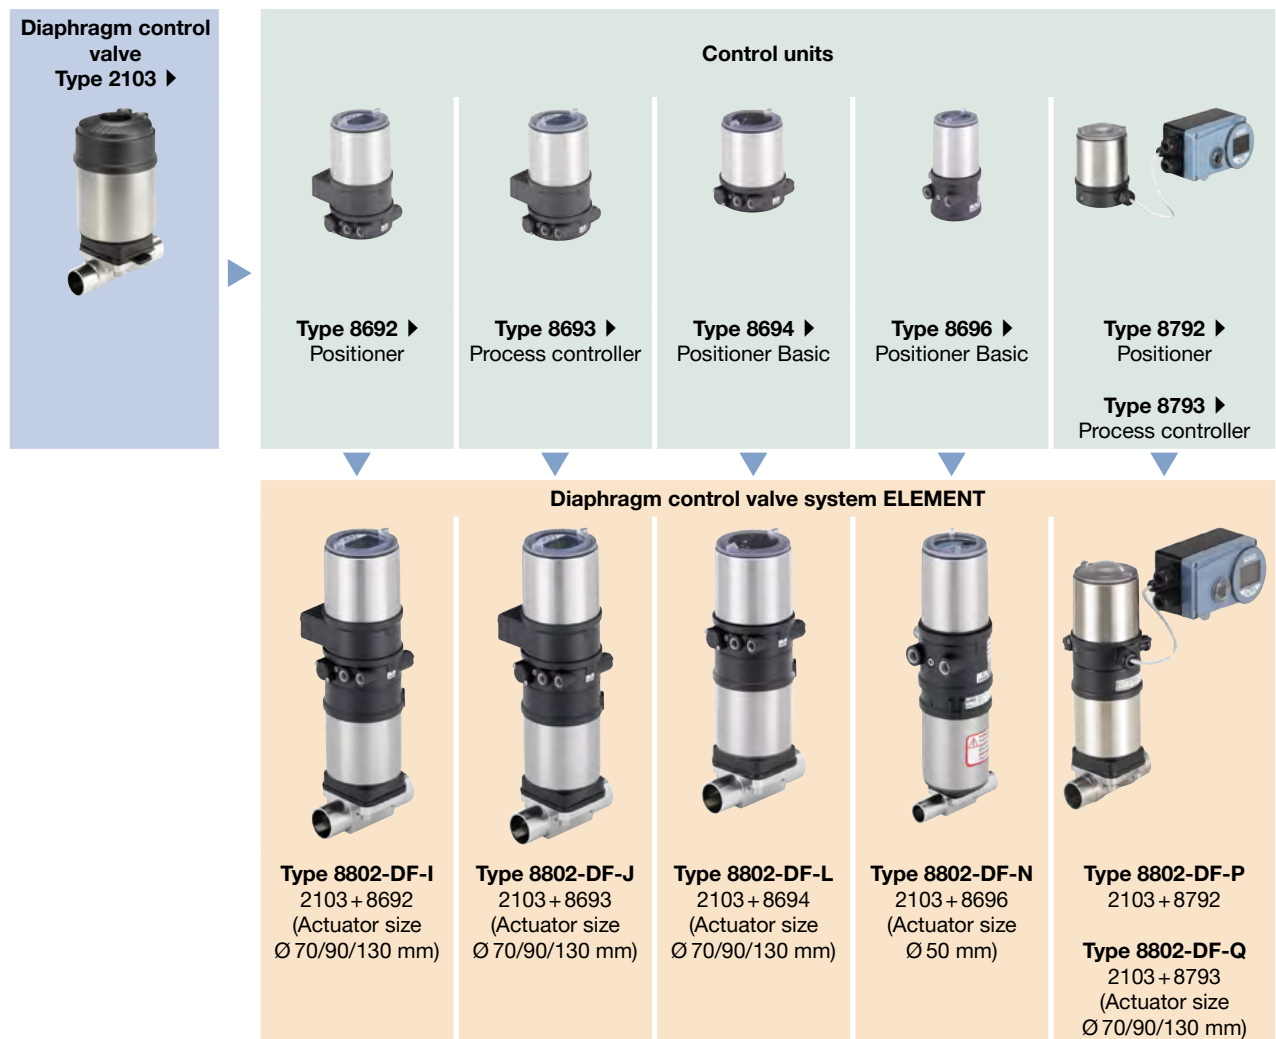 Diaphragm control
valve
Type 2103 ▶
Control units
Type 8692 ▶
Positioner
Type 8693 ▶
Process controller
Type 8694 ▶
Positioner Basic
Type 8696 ▶
Positioner Basic
Type 8792 ▶
Positioner
Type 8793 ▶
Process controller
Diaphragm control valve system ELEMENT
Type 8802-DF-I
2103 + 8692
(Actuator size
Ø 70/90/130 mm)
Type 8802-DF-J
2103 + 8693
(Actuator size
Ø 70/90/130 mm)
Type 8802-DF-L
2103 + 8694
(Actuator size
Ø 70/90/130 mm)
Type 8802-DF-N
2103 + 8696
(Actuator size
Ø 50 mm)
Type 8802-DF-P
2103 + 8792
Type 8802-DF-Q
2103 + 8793
(Actuator size
Ø 70/90/130 mm)